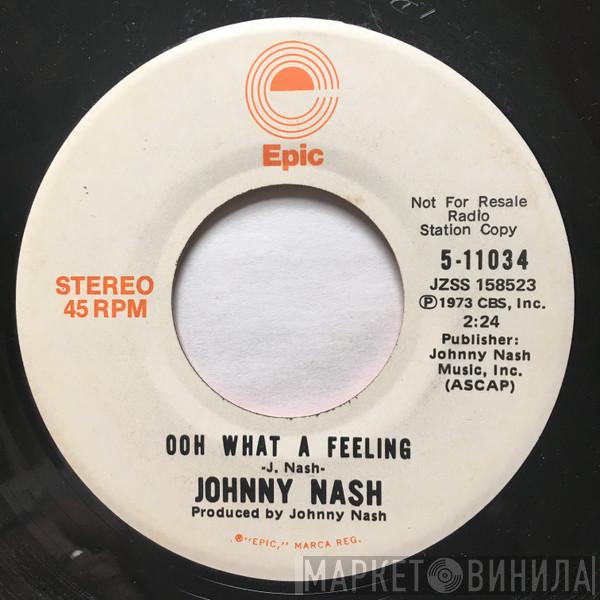 Epic
Not For Resale
Radio
Station Copy
5-11034
JZSS 158523
Ⓟ1973 CBS, Inc.
2:24
Publisher:
Johnny Nash
Music, Inc.
(ASCAP)
STEREO
45 RPM
OOH WHAT A FEELING
-J. Nash-
JOHNNY NASH
Produced by Johnny Nash
®"EPIC," MARCA REG.
МАРКЕТ ВИНИЛА